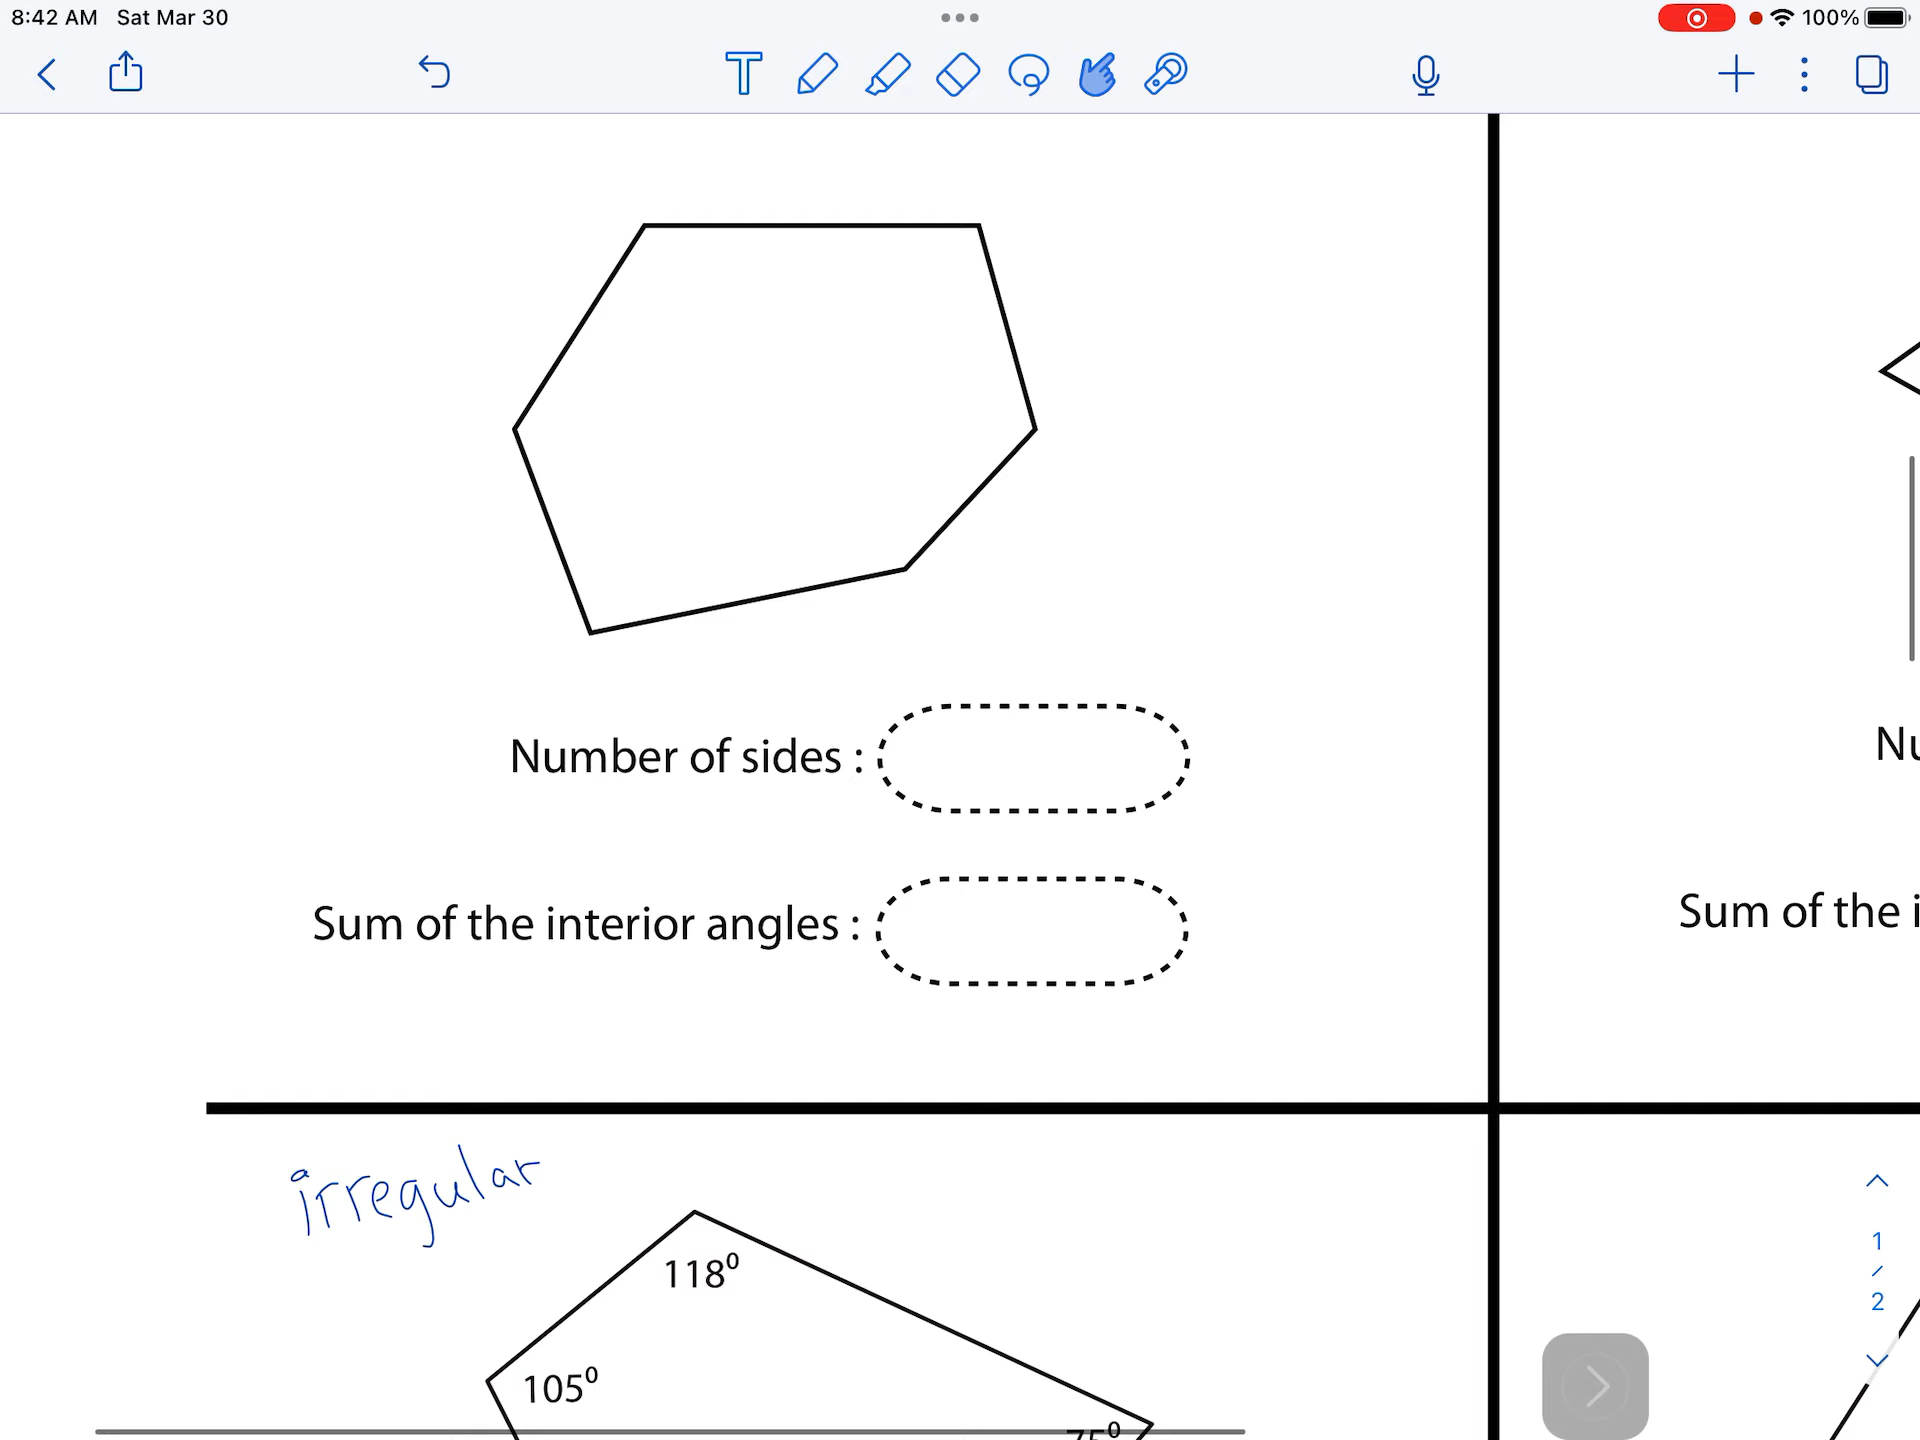 8:42 AM Sat Mar 30
100%
T
Number of sides :
Nu
Sum of the interior angles :
Sum of the i
irregular
118⁰
105⁰
75⁰
1
/
2